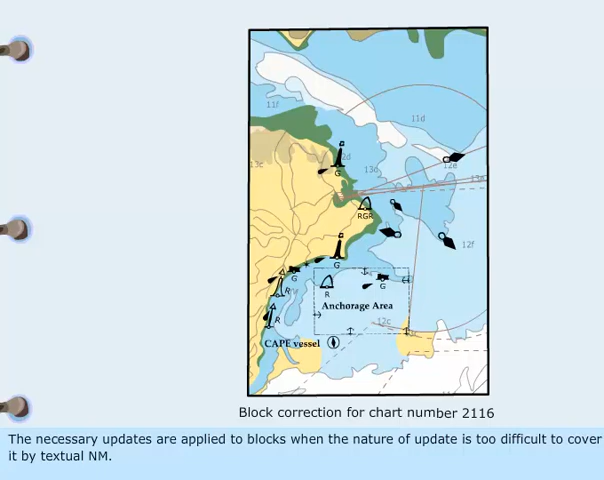 11f
11d
12d
12e
13c
13d
13a
G
RGR
12f
G
G
R
G
R
Anchorage Area
R
12c
CAPE vessel
Block correction for chart number 2116
The necessary updates are applied to blocks when the nature of update is too difficult to cover
it by textual NM.